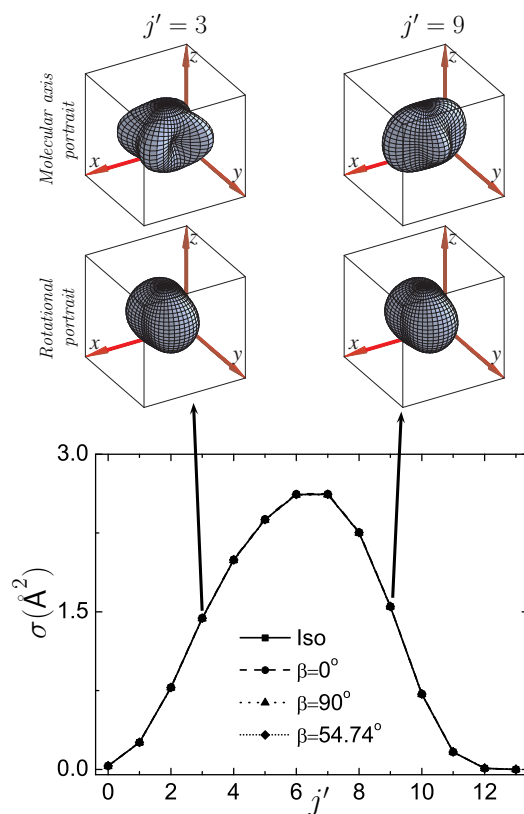 j′ = 3 j′ = 9
Molecular axis
portrait
z z
x y x y
Rotational
portrait
z z
x y x y
3.0
1.5
0.0
σ(Å²)
Iso
β=0°
β=90°
β=54.74°
0 2 4 6 8 10 12
j′